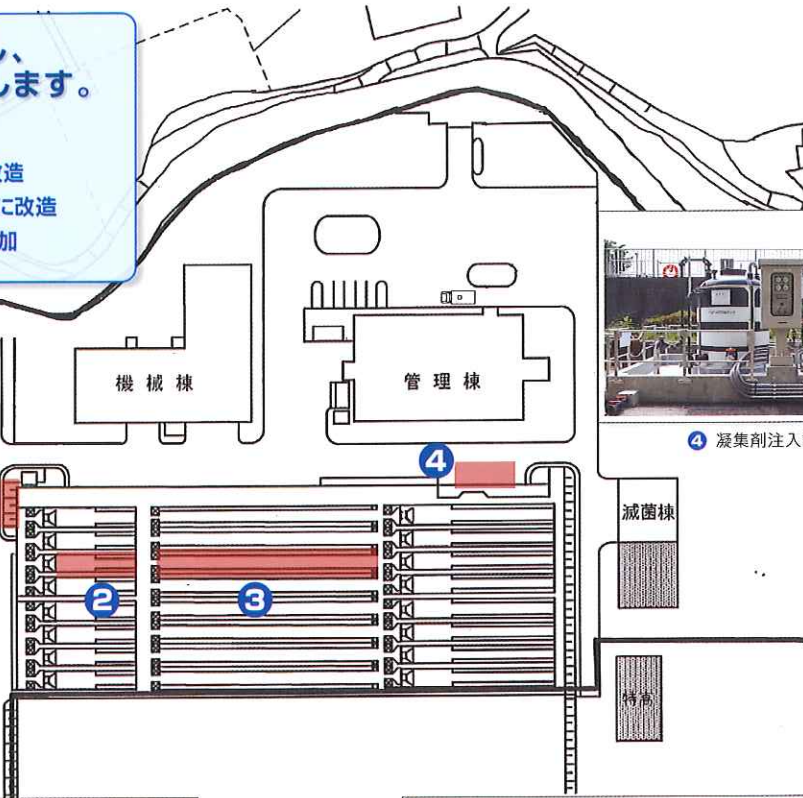 し、
します。
改造
に改造
加
機械棟
管理棟
④
④ 凝集剤注入
滅菌棟
②
③
特高